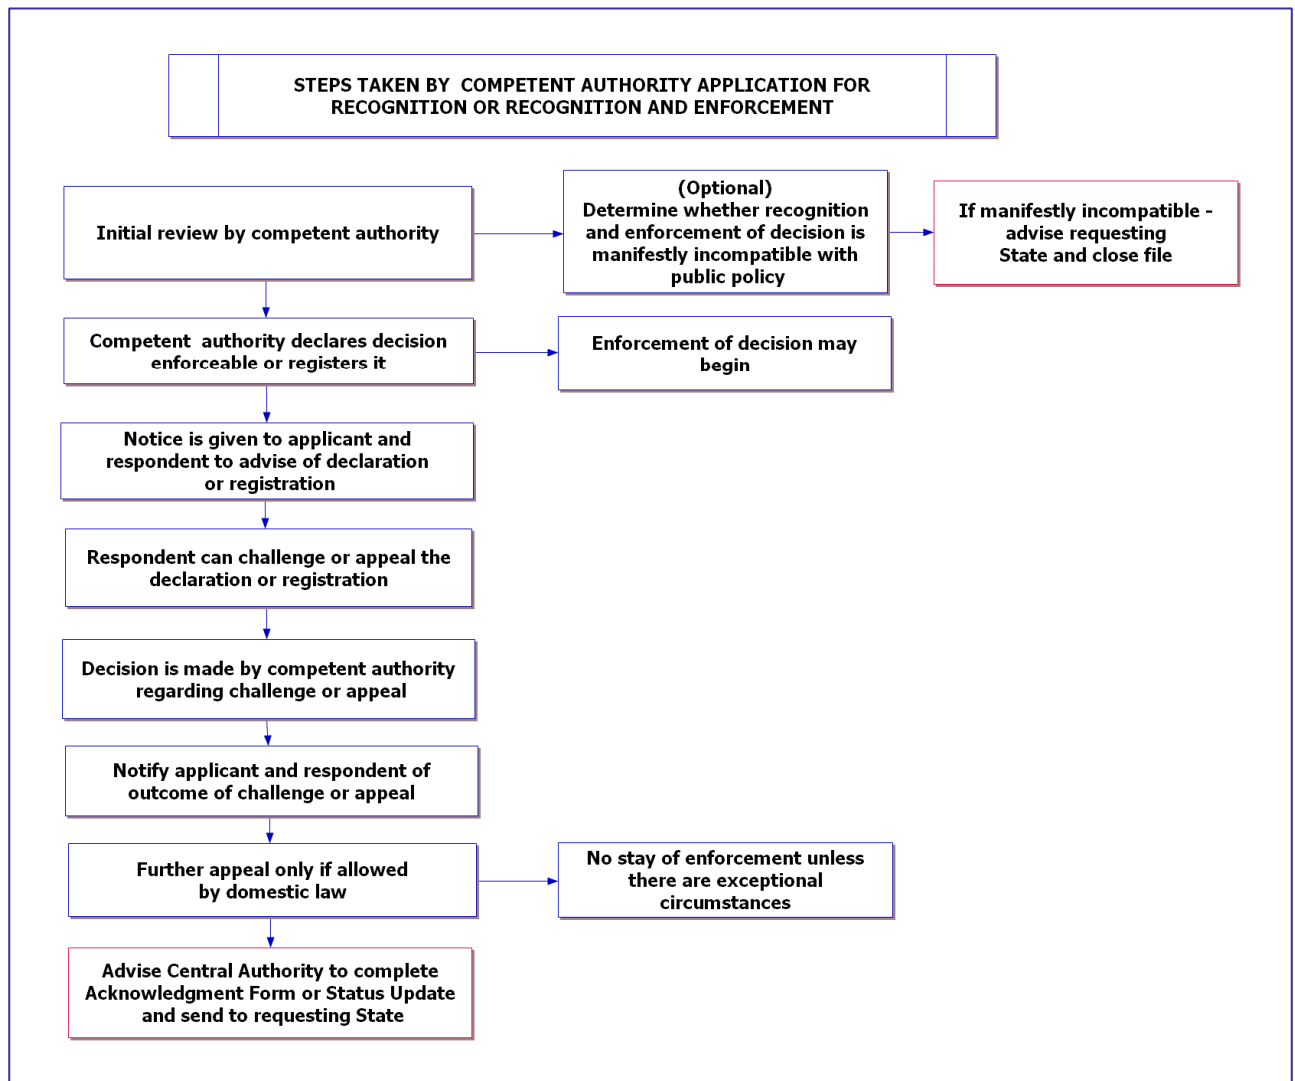 STEPS TAKEN BY  COMPETENT AUTHORITY APPLICATION FOR
RECOGNITION OR RECOGNITION AND ENFORCEMENT
Initial review by competent authority
(Optional)
Determine whether recognition
and enforcement of decision is
manifestly incompatible with
public policy
If manifestly incompatible -
advise requesting
State and close file
Competent  authority declares decision
enforceable or registers it
Enforcement of decision may
begin
Notice is given to applicant and
respondent to advise of declaration
or registration
Respondent can challenge or appeal the
declaration or registration
Decision is made by competent authority
regarding challenge or appeal
Notify applicant and respondent of
outcome of challenge or appeal
Further appeal only if allowed
by domestic law
No stay of enforcement unless
there are exceptional
circumstances
Advise Central Authority to complete
Acknowledgment Form or Status Update
and send to requesting State